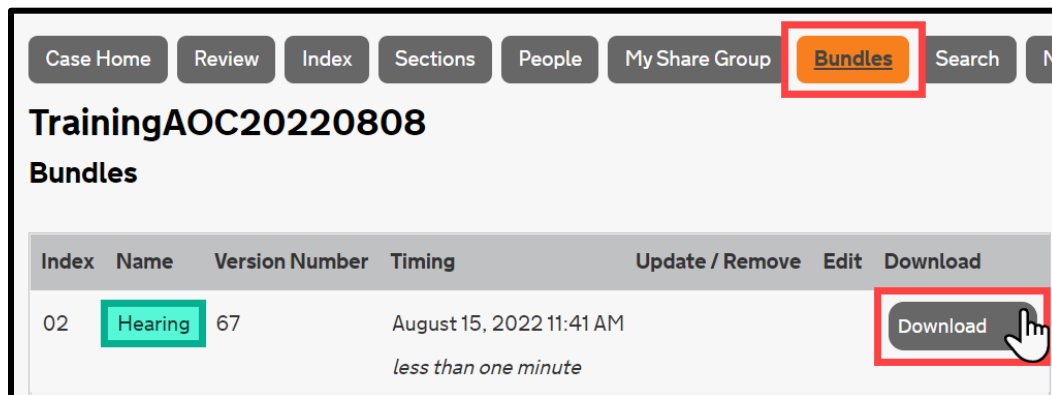 Case Home Review Index Sections People My Share Group Bundles Search N
TrainingAOC20220808
Bundles
Index Name Version Number Timing Update / Remove Edit Download
02 Hearing 67 August 15, 2022 11:41 AM Download
less than one minute